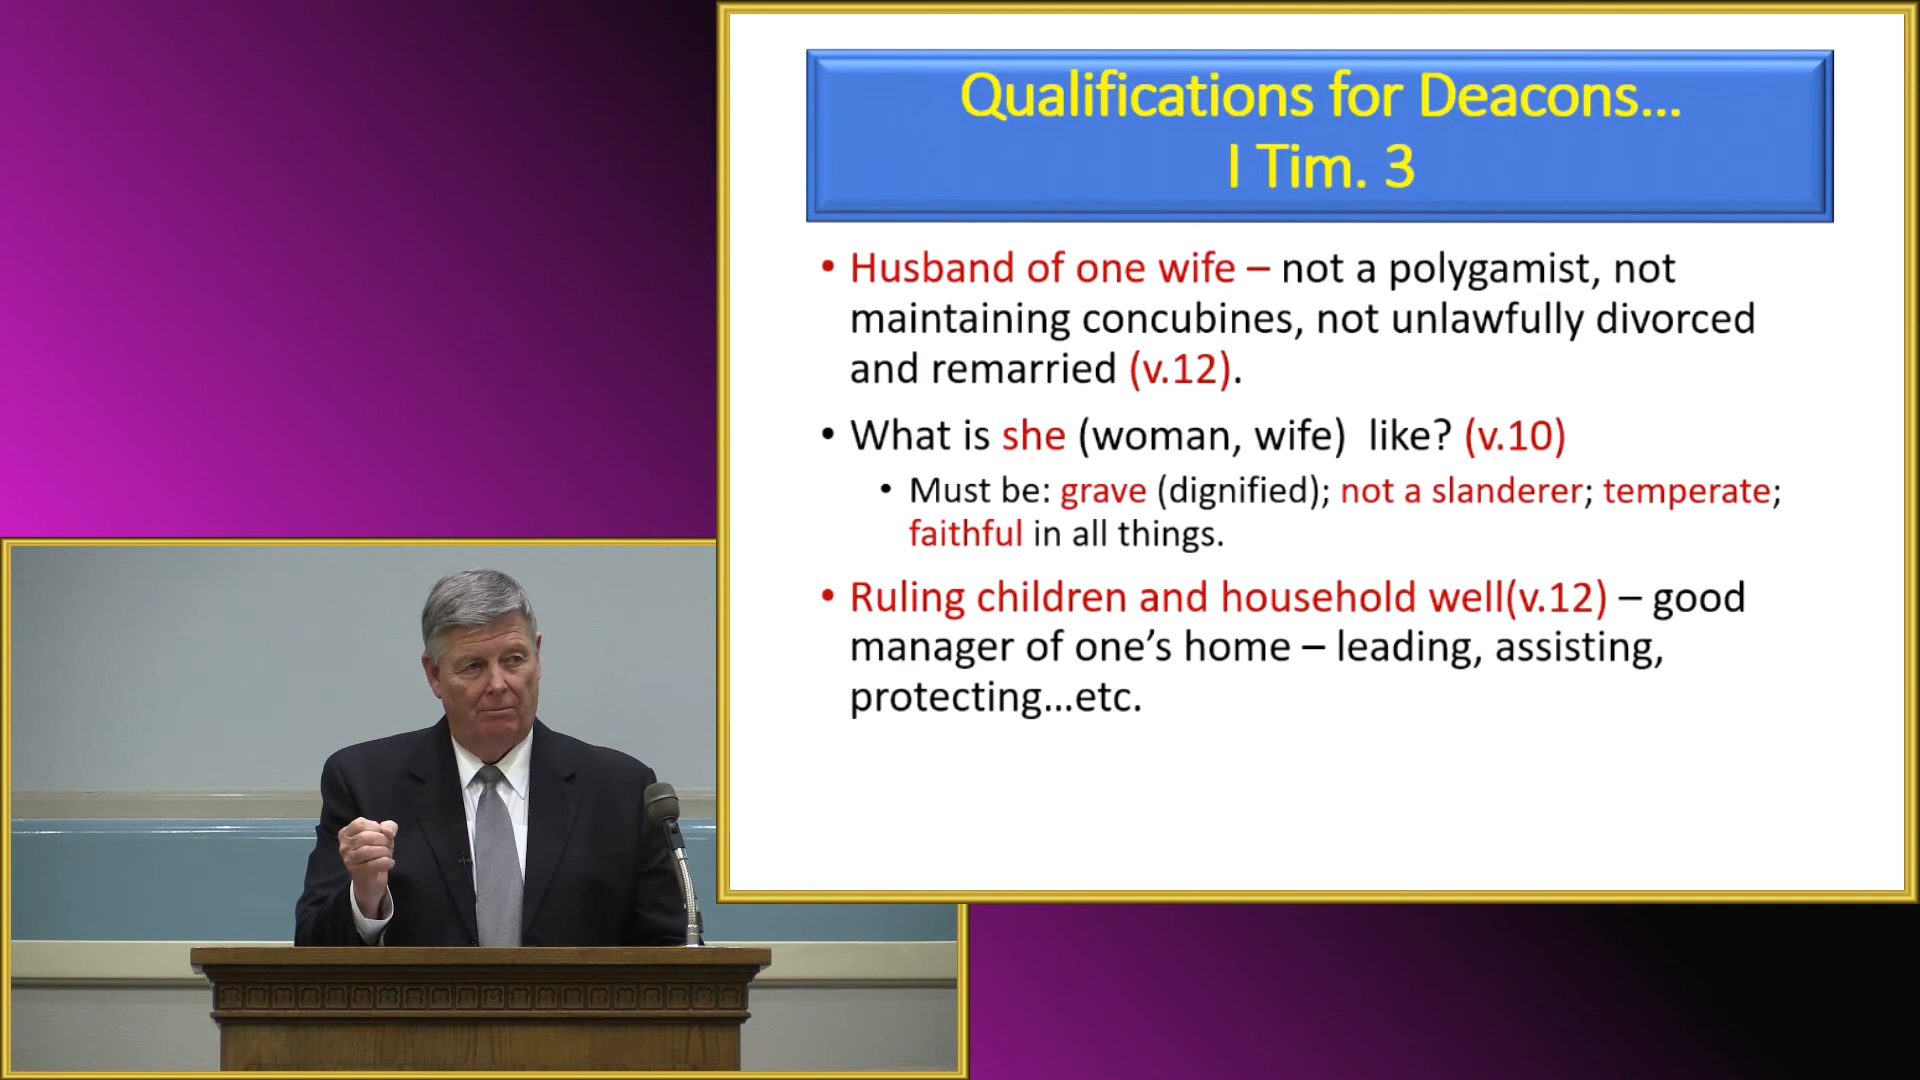 Qualifications for Deacons...
I Tim. 3
• Husband of one wife – not a polygamist, not
maintaining concubines, not unlawfully divorced
and remarried (v.12).
• What is she (woman, wife)  like? (v.10)
• Must be: grave (dignified); not a slanderer; temperate;
faithful in all things.
• Ruling children and household well(v.12) – good
manager of one’s home – leading, assisting,
protecting...etc.